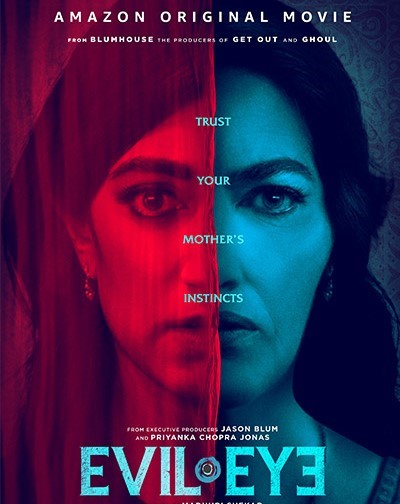 AMAZON ORIGINAL MOVIE
FROM BLUMHOUSE THE PRODUCERS OF GET OUT AND GHOUL
TRUST
YOUR
MOTHER'S
INSTINCTS
FROM EXECUTIVE PRODUCERS JASON BLUM
AND PRIYANKA CHOPRA JONAS
EVIL EYE